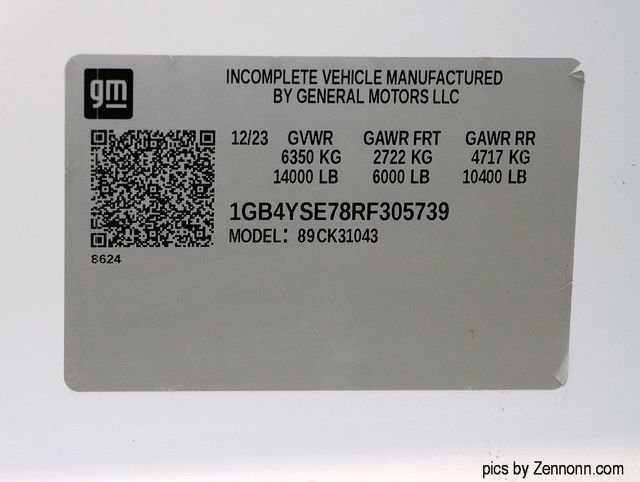 gm
INCOMPLETE VEHICLE MANUFACTURED
BY GENERAL MOTORS LLC
12/23 GVWR GAWR FRT GAWR RR
6350 KG 2722 KG 4717 KG
14000 LB 6000 LB 10400 LB
1GB4YSE78RF305739
MODEL: 89CK31043
8624
pics by Zennonn.com